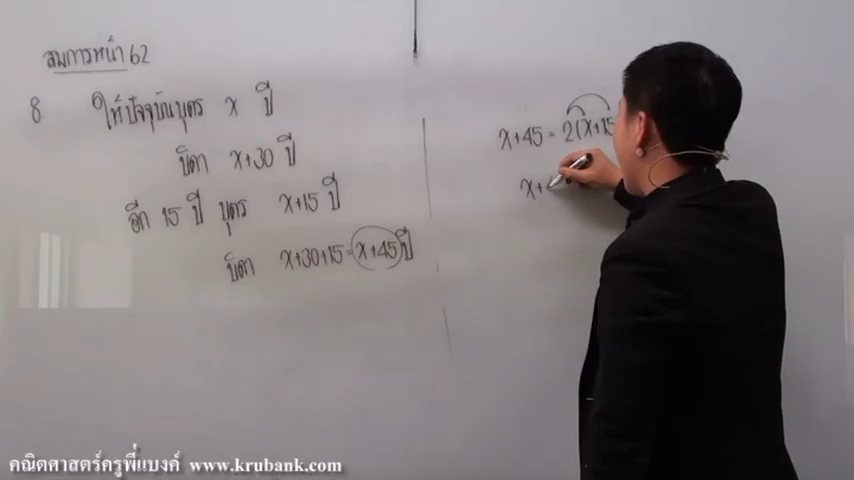 สมการหน้า 62
8. ให้ปัจจุบันบุตร x ปี
บิดา x+30 ปี
อีก 15 ปี บุตร x+15 ปี
บิดา x+30+15=x+45 ปี
x+45 = 2(x+15
x+
คณิตศาสตร์ครูพี่แบงค์ www.krubank.com